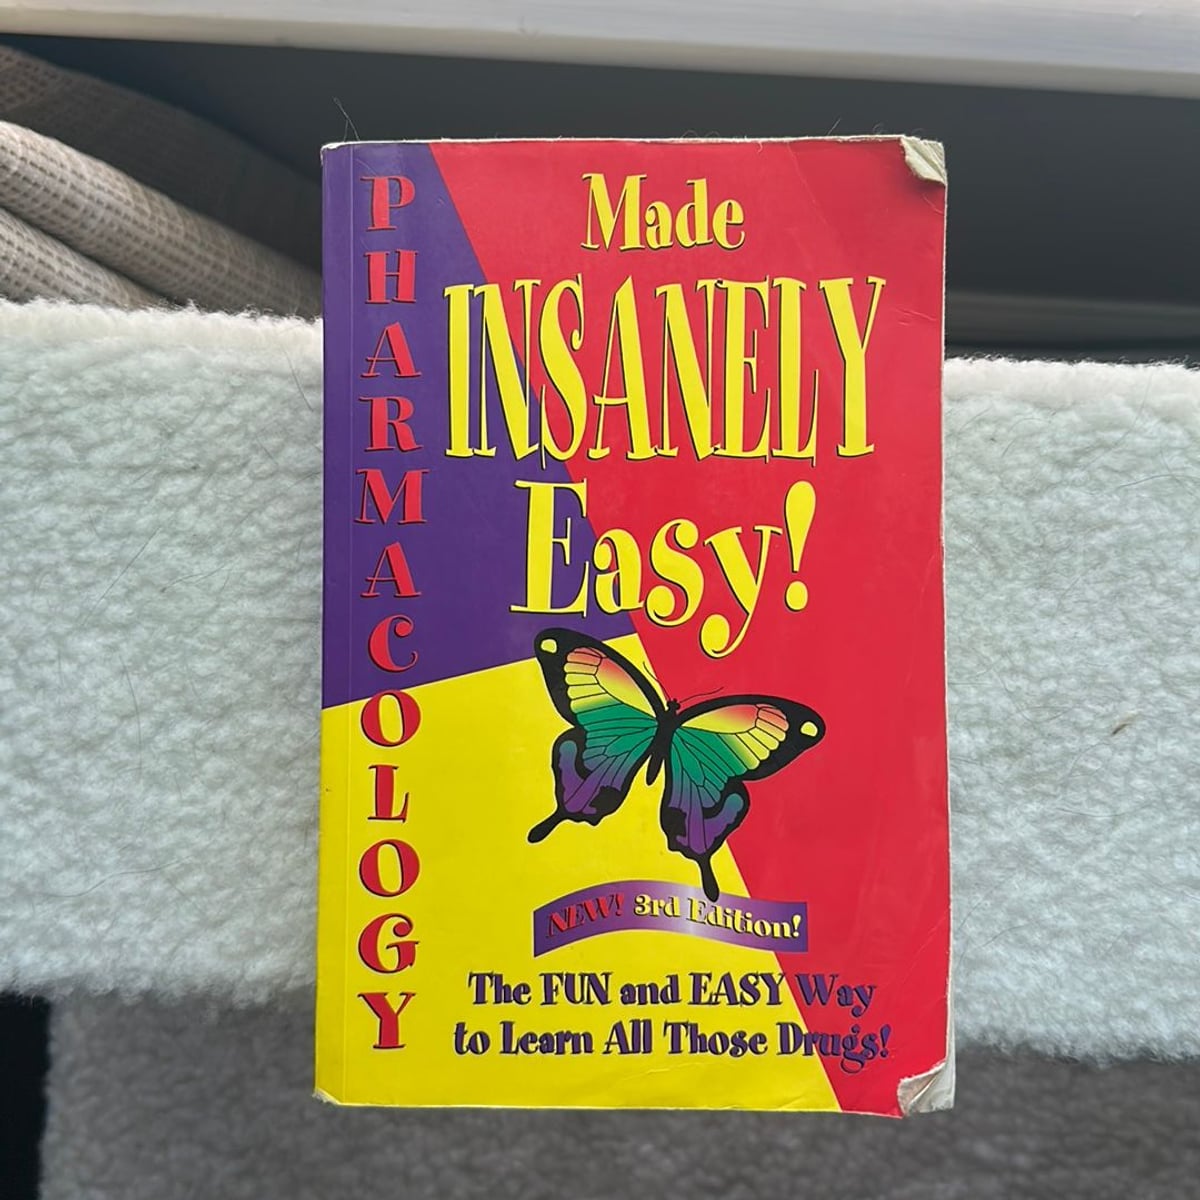 PHARMACOLOGY
Made
INSANELY
Easy!
NEW! 3rd Edition!
The FUN and EASY Way
to Learn All Those Drugs!